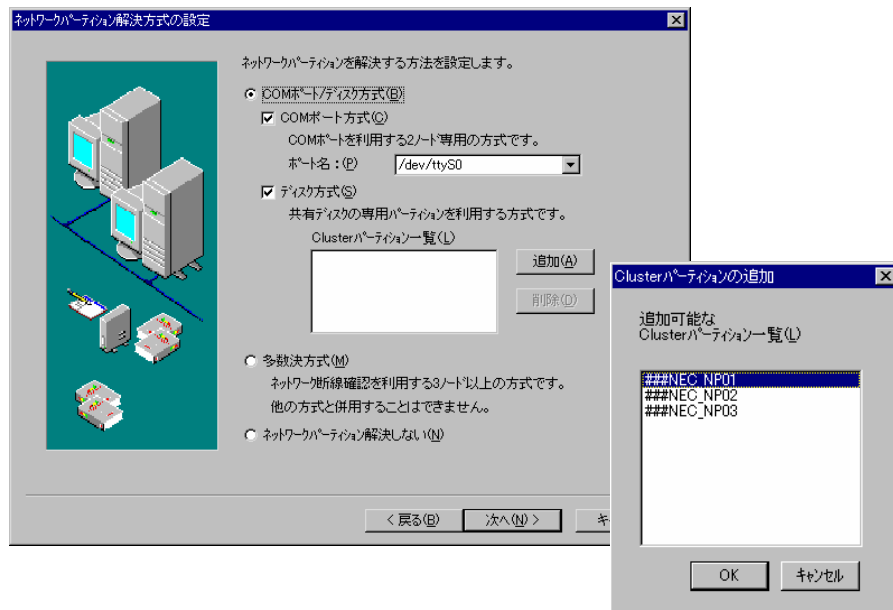 ネットワークパーティション解決方式の設定
ネットワークパーティションを解決する方法を設定します。
COMポート/ディスク方式(B)
COMポート方式(C)
COMポートを利用する2ノード専用の方式です。
ポート名：(P)
/dev/ttyS0
ディスク方式(S)
共有ディスクの専用パーティションを利用する方式です。
Clusterパーティション一覧(L)
追加(A)
削除(D)
多数決方式(M)
ネットワーク断線確認を利用する3ノード以上の方式です。
他の方式と併用することはできません。
ネットワークパーティション解決しない(N)
< 戻る(B)
次へ(N) >
キ
Clusterパーティションの追加
追加可能な
Clusterパーティション一覧(L)
###NEC_NP01
###NEC_NP02
###NEC_NP03
OK
キャンセル